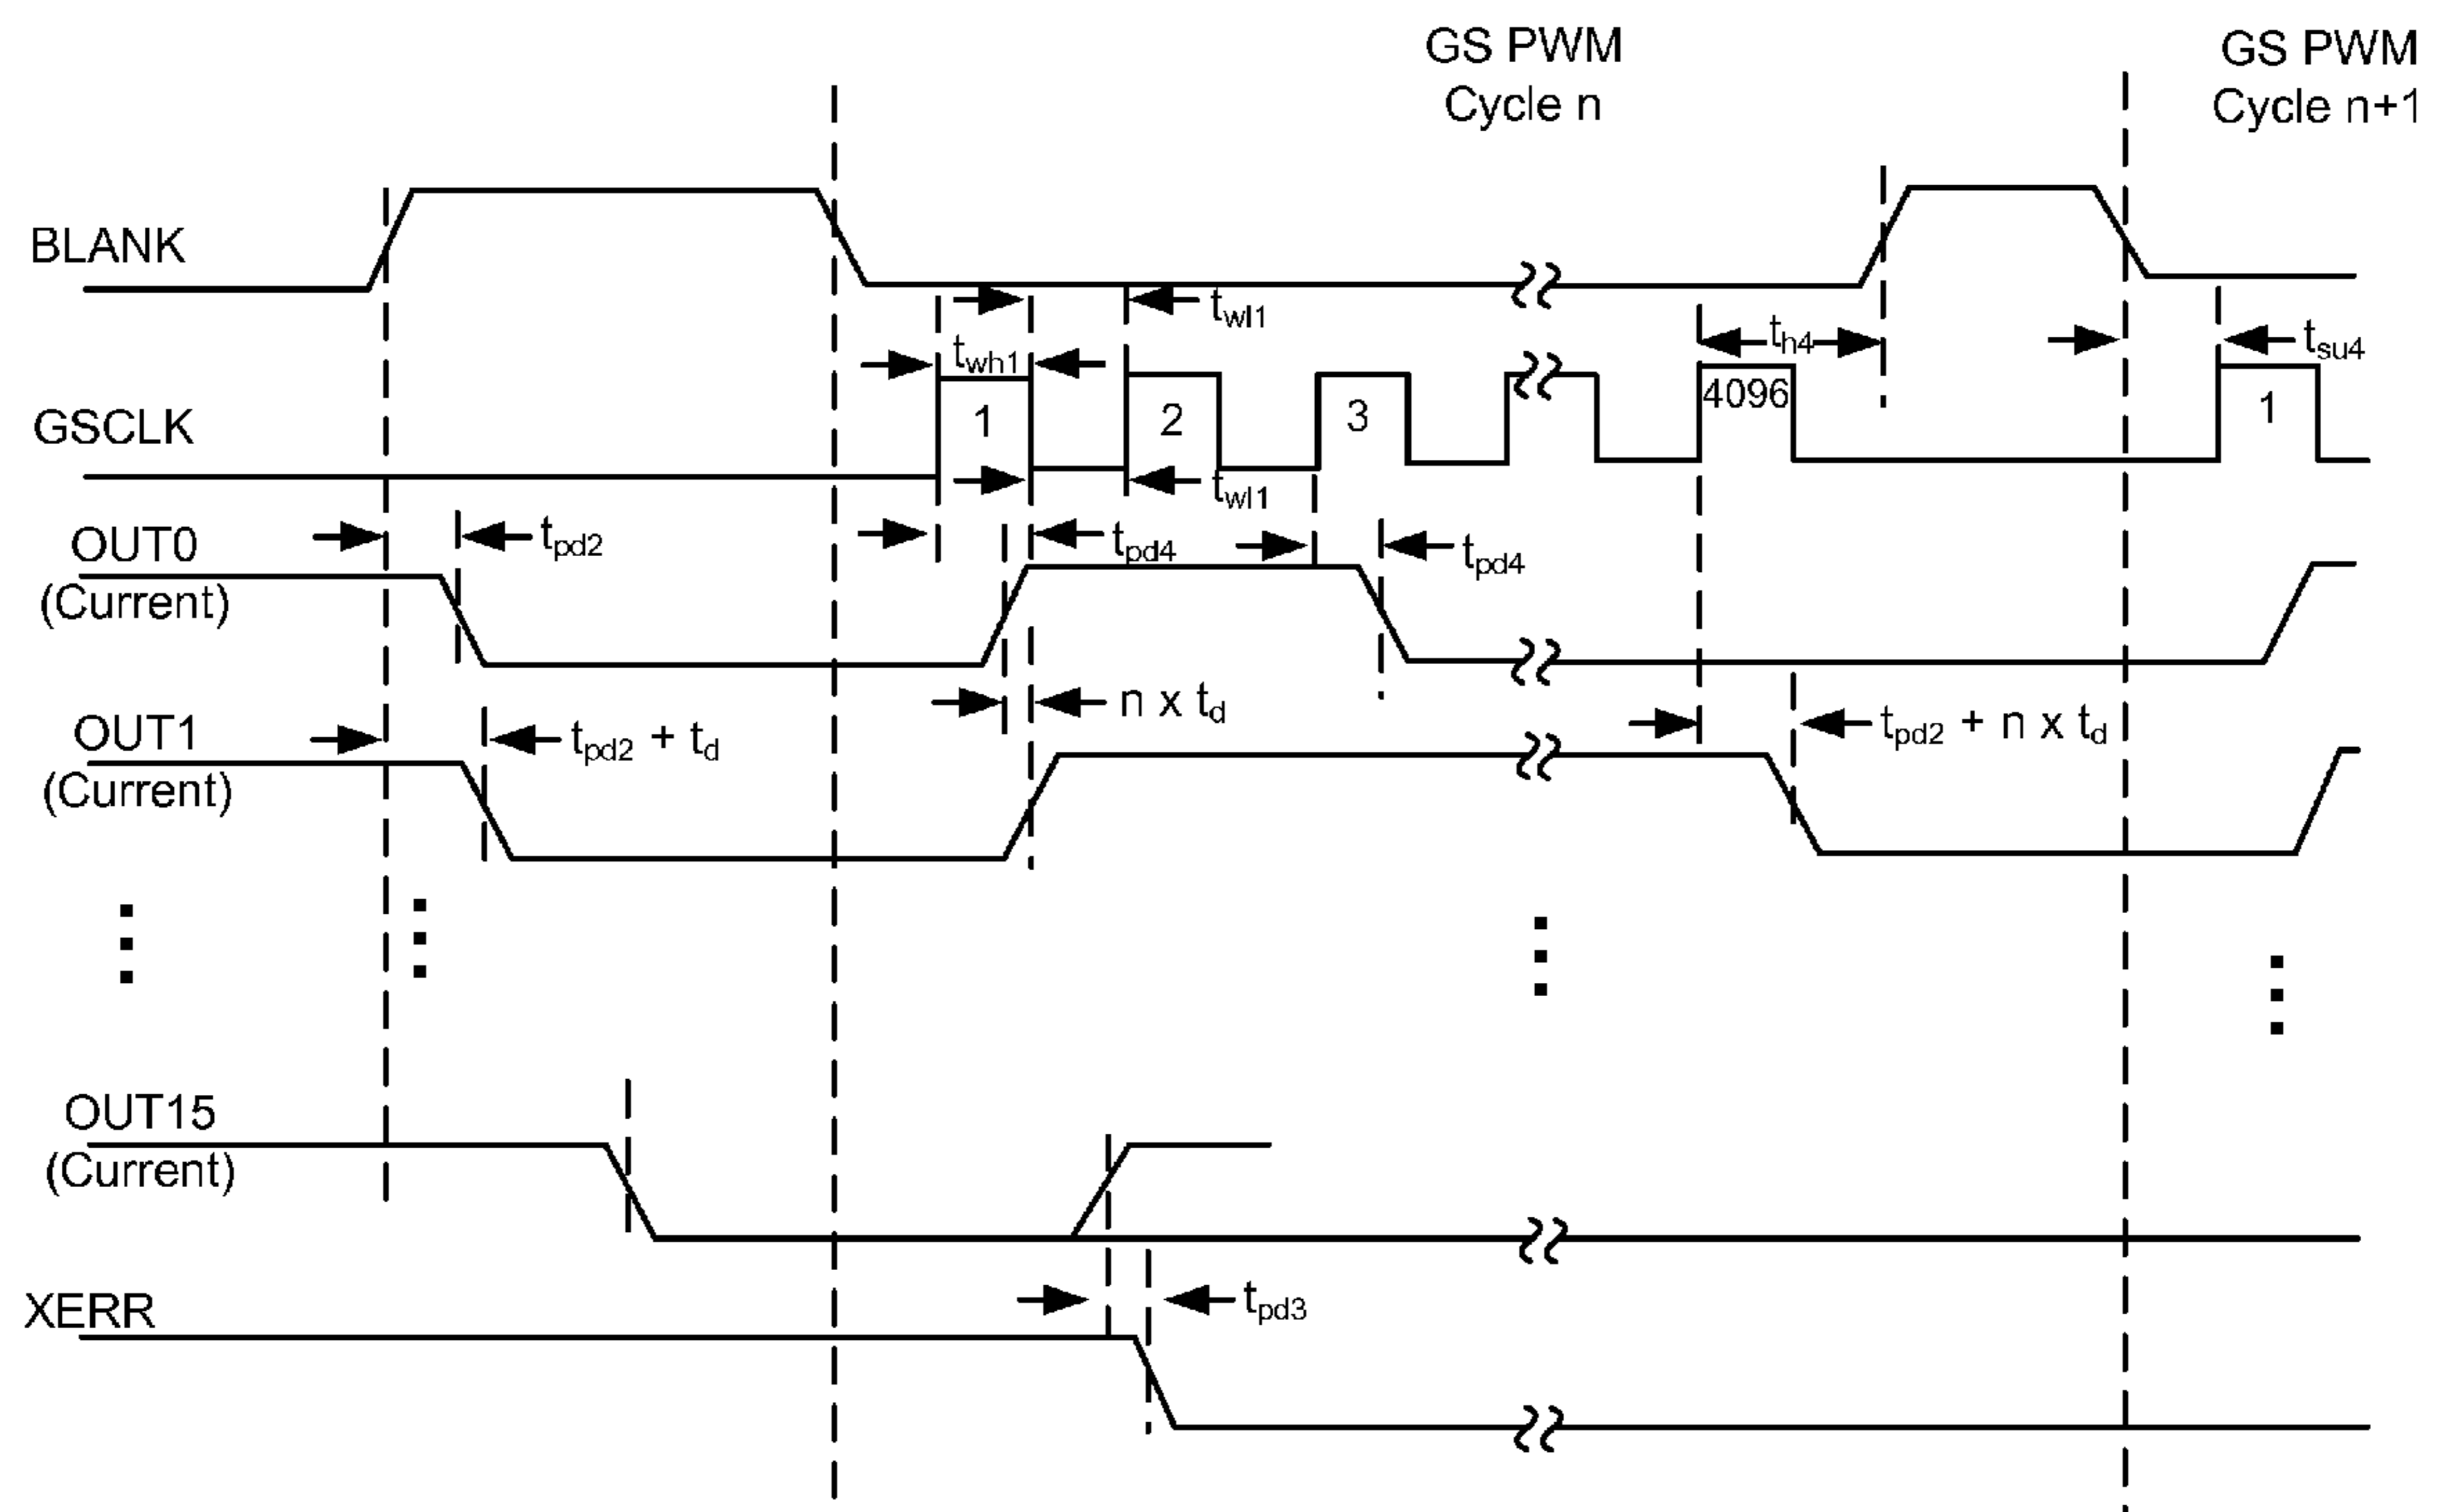 GS PWM
Cycle n
GS PWM
Cycle n+1
BLANK
twl1
twh1
th4
tsu4
GSCLK
1
2
3
4096
1
twl1
OUT0
(Current)
tpd2
tpd4
tpd4
n x td
OUT1
(Current)
tpd2 + td
tpd2 + n x td
OUT15
(Current)
XERR
tpd3